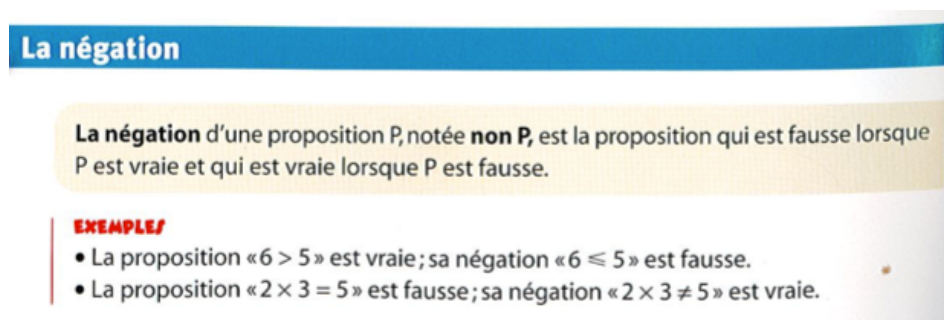 La négation
La négation d'une proposition P, notée non P, est la proposition qui est fausse lorsque
P est vraie et qui est vraie lorsque P est fausse.
EXEMPLES
• La proposition «6 > 5» est vraie; sa négation «6 ⩽ 5» est fausse.
• La proposition «2 × 3 = 5» est fausse; sa négation «2 × 3 ≠ 5» est vraie.